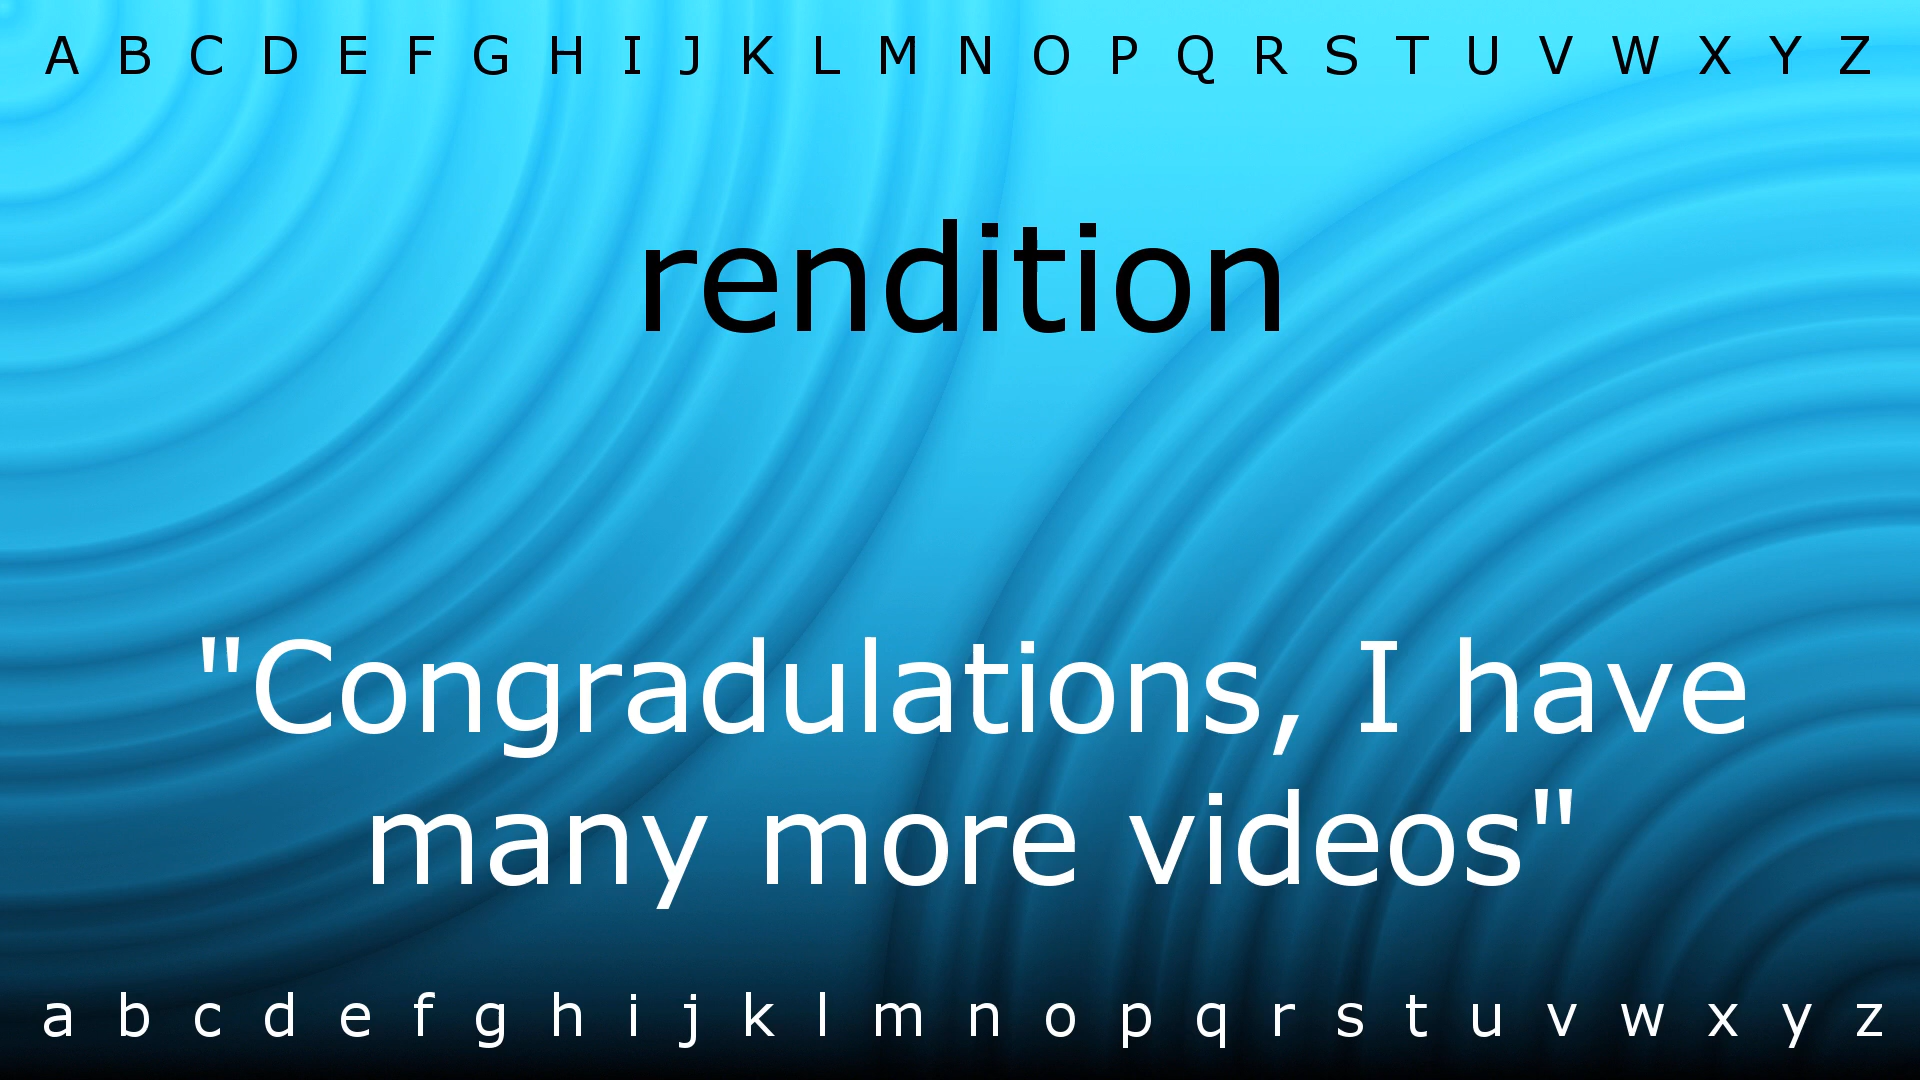 A B C D E F G H I J K L M N O P Q R S T U V W X Y Z
rendition
"Congradulations, I have
many more videos"
a b c d e f g h i j k l m n o p q r s t u v w x y z